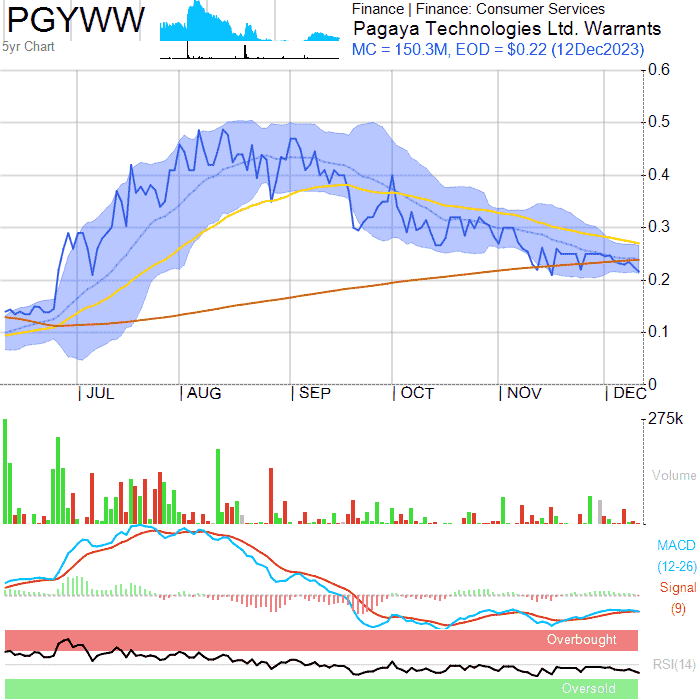 PGYWW
5yr Chart
Finance | Finance: Consumer Services
Pagaya Technologies Ltd. Warrants
MC = 150.3M, EOD = $0.22 (12Dec2023)
0.6
0.5
0.4
0.3
0.2
0.1
0
| JUL | AUG | SEP | OCT | NOV | DEC
275k
Volume
MACD
(12-26)
Signal
(9)
Overbought
RSI(14)
Oversold